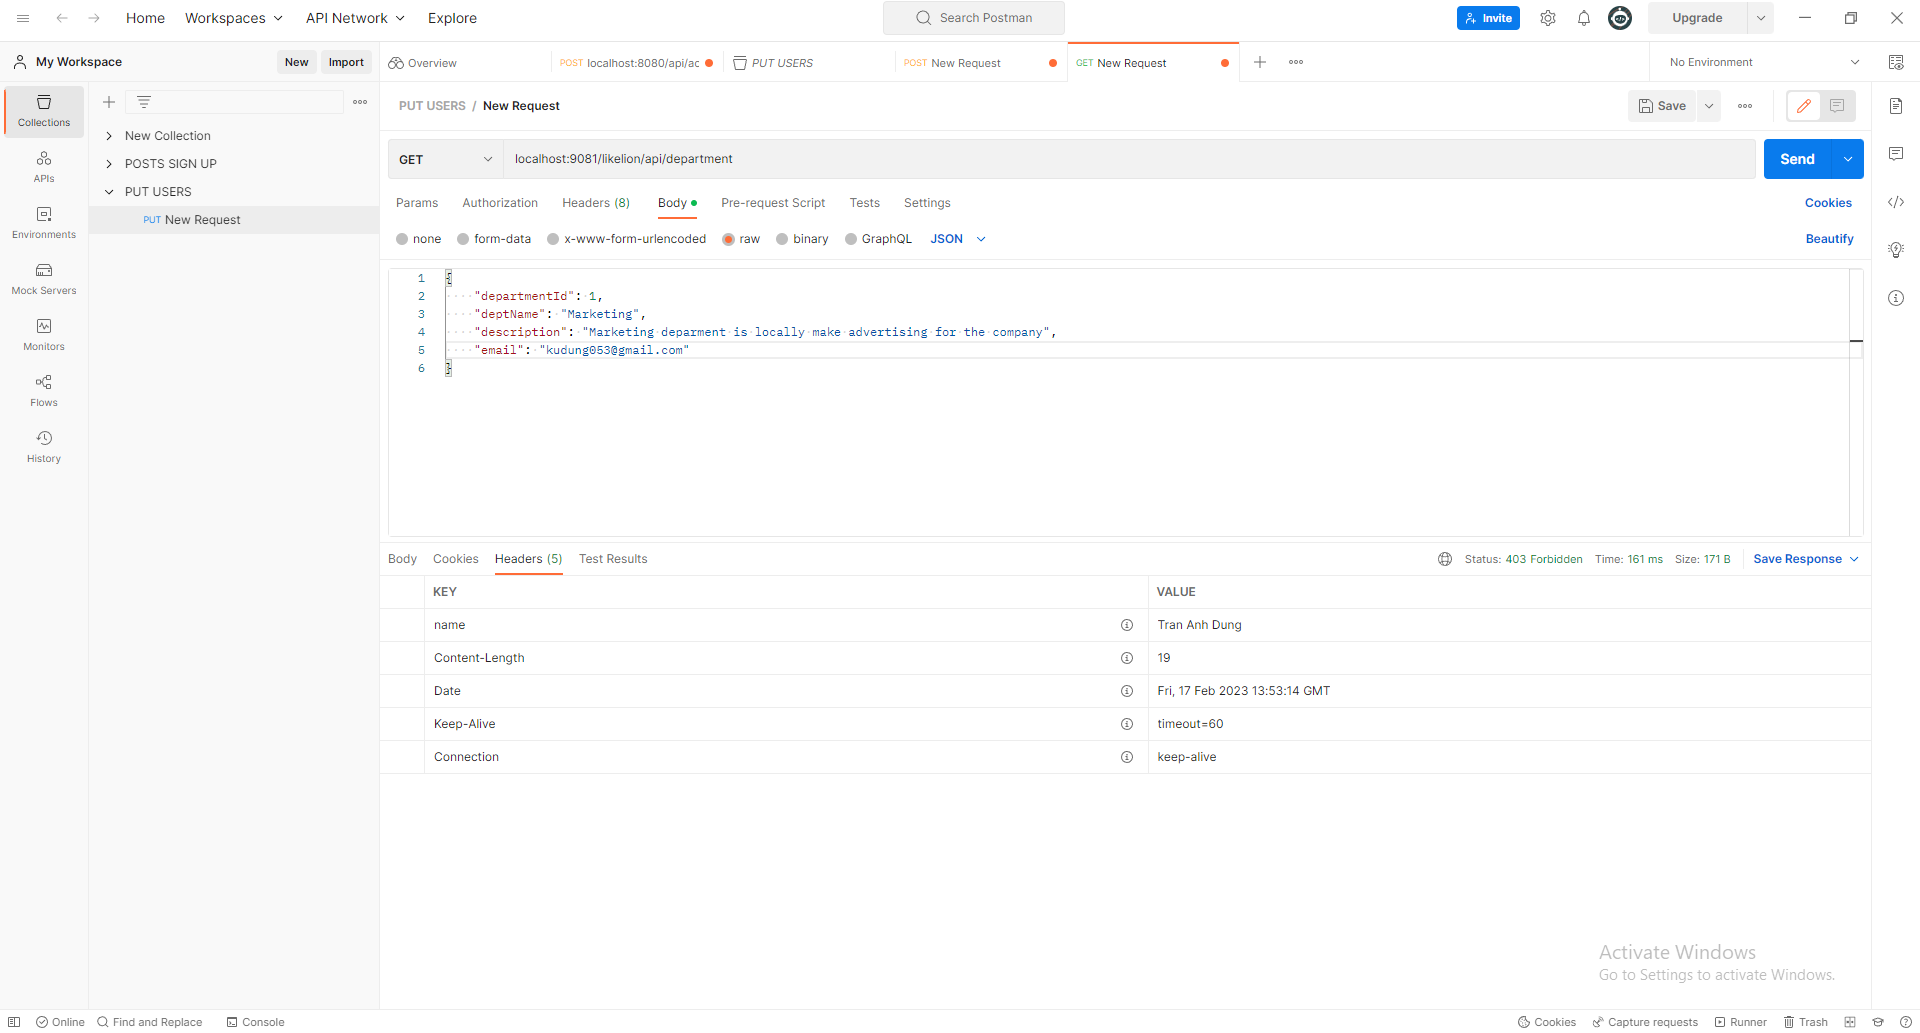 Home Workspaces API Network Explore Search Postman Invite Upgrade
My Workspace New Import Overview POST localhost:8080/api/ac PUT USERS POST New Request GET New Request No Environment
Collections
APIs
Environments
Mock Servers
Monitors
Flows
History
New Collection
POSTS SIGN UP
PUT USERS
PUT New Request
PUT USERS / New Request Save
GET localhost:9081/likelion/api/department Send
Params Authorization Headers (8) Body Pre-request Script Tests Settings Cookies
none form-data x-www-form-urlencoded raw binary GraphQL JSON Beautify
1 {
2 "departmentId": 1,
3 "deptName": "Marketing",
4 "description": "Marketing deparment is locally make advertising for the company",
5 "email": "kudung053@gmail.com"
6 }
Body Cookies Headers (5) Test Results Status: 403 Forbidden Time: 161 ms Size: 171 B Save Response
KEY VALUE
name Tran Anh Dung
Content-Length 19
Date Fri, 17 Feb 2023 13:53:14 GMT
Keep-Alive timeout=60
Connection keep-alive
Activate Windows
Go to Settings to activate Windows.
Online Find and Replace Console Cookies Capture requests Runner Trash